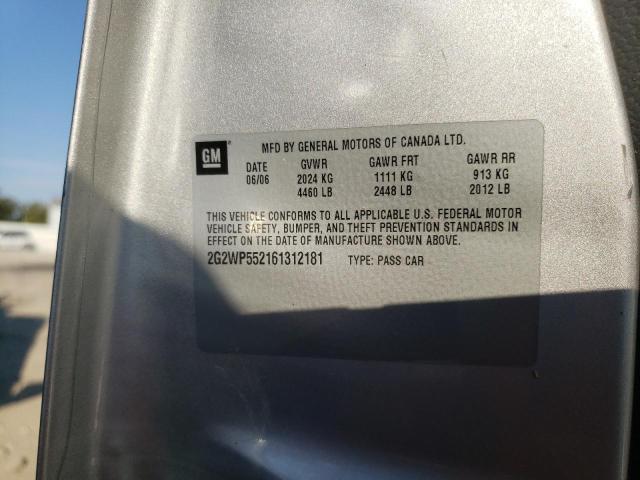 GM
MFD BY GENERAL MOTORS OF CANADA LTD.
DATE GVWR GAWR FRT GAWR RR
06/06 2024 KG 1111 KG 913 KG
4460 LB 2448 LB 2012 LB
THIS VEHICLE CONFORMS TO ALL APPLICABLE U.S. FEDERAL MOTOR
VEHICLE SAFETY, BUMPER, AND THEFT PREVENTION STANDARDS IN
EFFECT ON THE DATE OF MANUFACTURE SHOWN ABOVE.
2G2WP552161312181 TYPE: PASS CAR